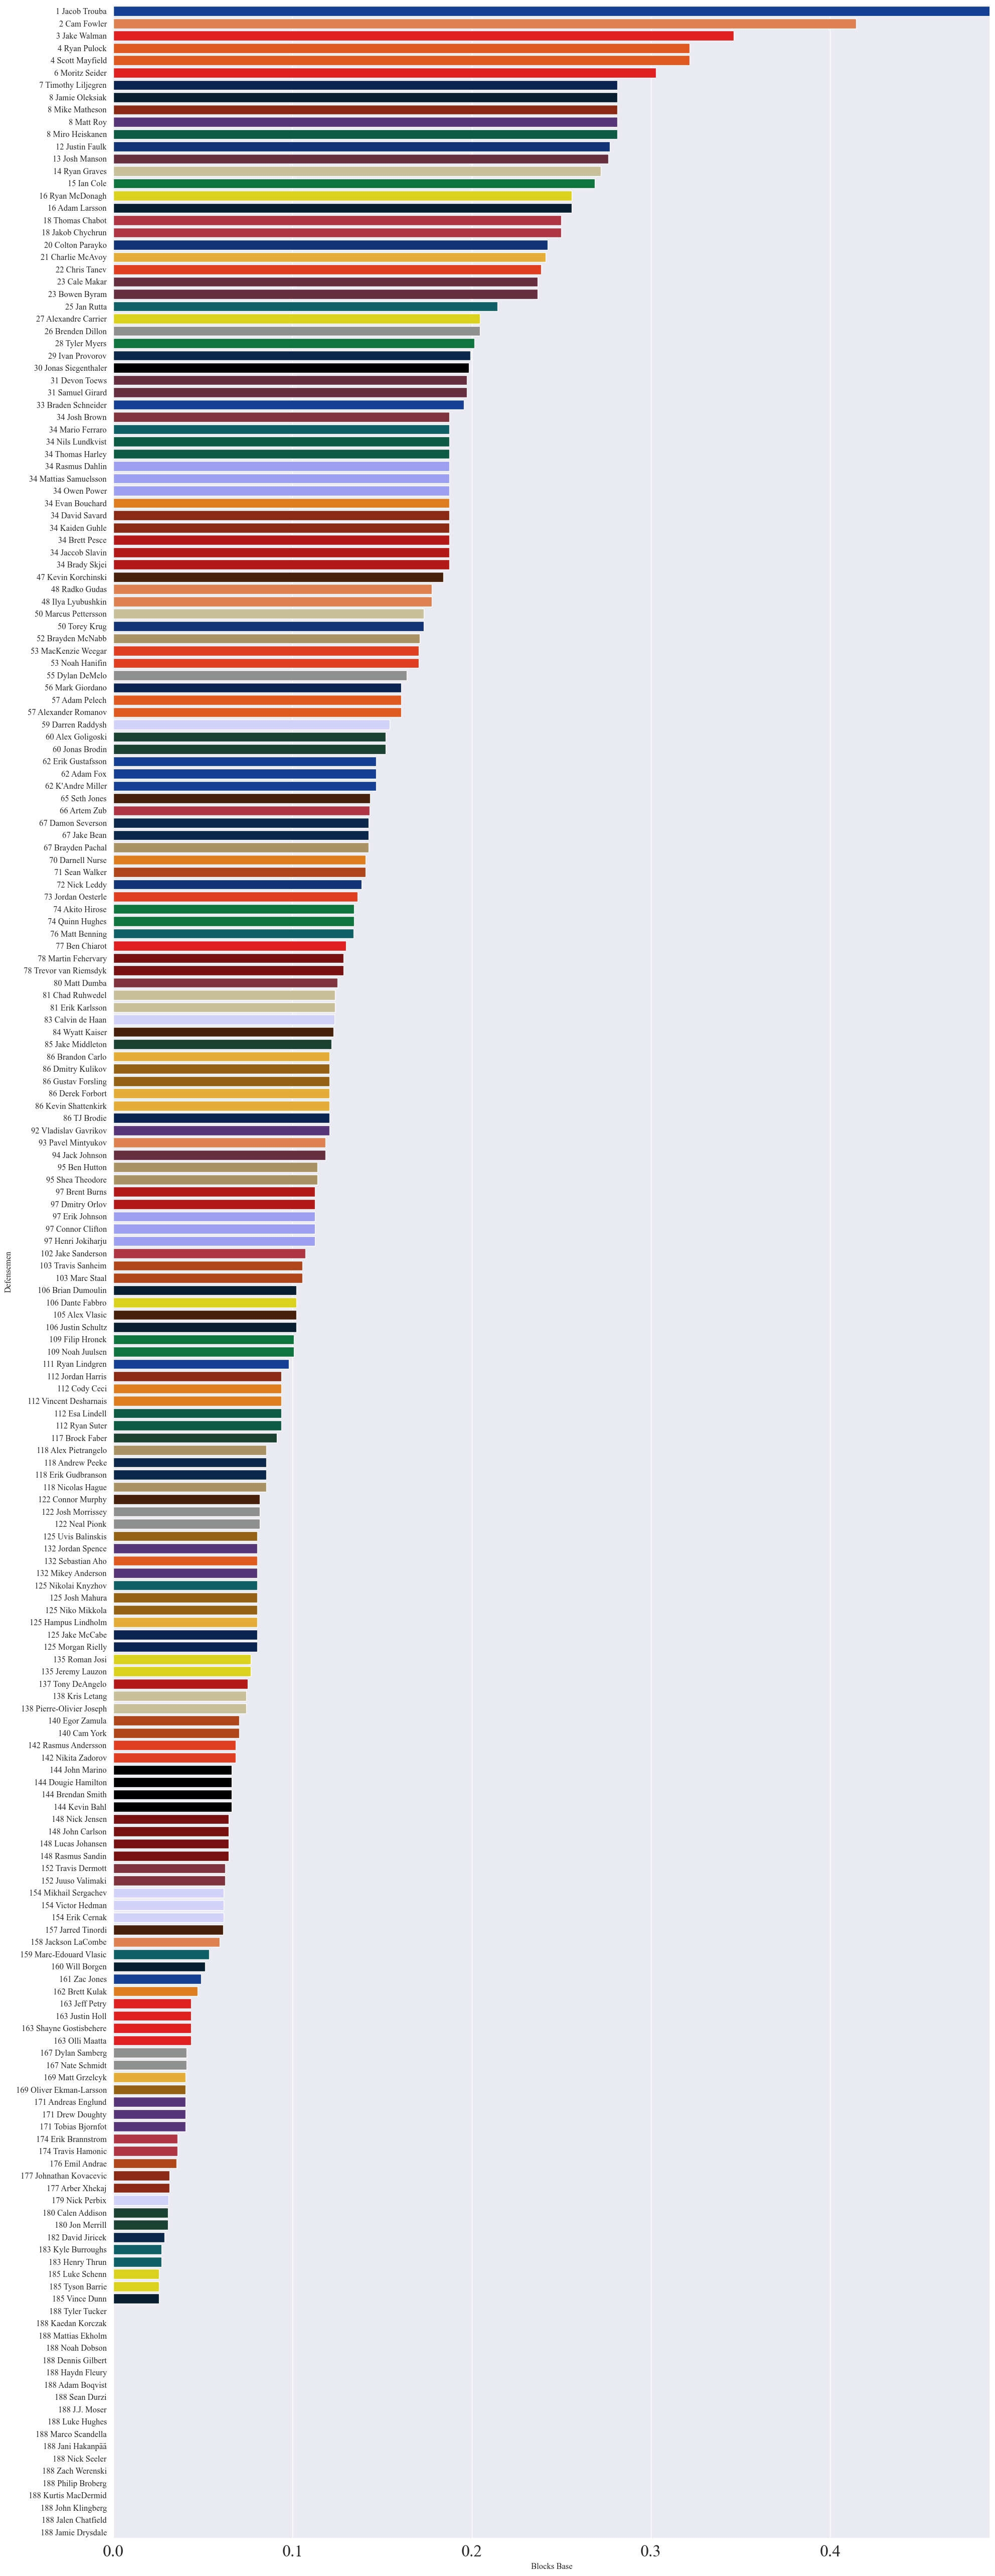 1 Jacob Trouba
2 Cam Fowler
3 Jake Walman
4 Ryan Pulock
4 Scott Mayfield
6 Moritz Seider
7 Timothy Liljegren
8 Jamie Oleksiak
8 Mike Matheson
8 Matt Roy
8 Miro Heiskanen
12 Justin Faulk
13 Josh Manson
14 Ryan Graves
15 Ian Cole
16 Ryan McDonagh
16 Adam Larsson
18 Thomas Chabot
18 Jakob Chychrun
20 Colton Parayko
21 Charlie McAvoy
22 Chris Tanev
23 Cale Makar
23 Bowen Byram
25 Jan Rutta
27 Alexandre Carrier
26 Brenden Dillon
28 Tyler Myers
29 Ivan Provorov
30 Jonas Siegenthaler
31 Devon Toews
31 Samuel Girard
33 Braden Schneider
34 Josh Brown
34 Mario Ferraro
34 Nils Lundkvist
34 Thomas Harley
34 Rasmus Dahlin
34 Mattias Samuelsson
34 Owen Power
34 Evan Bouchard
34 David Savard
34 Kaiden Guhle
34 Brett Pesce
34 Jaccob Slavin
34 Brady Skjei
47 Kevin Korchinski
48 Radko Gudas
48 Ilya Lyubushkin
50 Marcus Pettersson
50 Torey Krug
52 Brayden McNabb
53 MacKenzie Weegar
53 Noah Hanifin
55 Dylan DeMelo
56 Mark Giordano
57 Adam Pelech
57 Alexander Romanov
59 Darren Raddysh
60 Alex Goligoski
60 Jonas Brodin
62 Erik Gustafsson
62 Adam Fox
62 K'Andre Miller
65 Seth Jones
66 Artem Zub
67 Damon Severson
67 Jake Bean
67 Brayden Pachal
70 Darnell Nurse
71 Sean Walker
72 Nick Leddy
73 Jordan Oesterle
74 Akito Hirose
74 Quinn Hughes
76 Matt Benning
77 Ben Chiarot
78 Martin Fehervary
78 Trevor van Riemsdyk
80 Matt Dumba
81 Chad Ruhwedel
81 Erik Karlsson
83 Calvin de Haan
84 Wyatt Kaiser
85 Jake Middleton
86 Brandon Carlo
86 Dmitry Kulikov
86 Gustav Forsling
86 Derek Forbort
86 Kevin Shattenkirk
86 TJ Brodie
92 Vladislav Gavrikov
93 Pavel Mintyukov
94 Jack Johnson
95 Ben Hutton
95 Shea Theodore
97 Brent Burns
97 Dmitry Orlov
97 Erik Johnson
97 Connor Clifton
97 Henri Jokiharju
102 Jake Sanderson
103 Travis Sanheim
103 Marc Staal
106 Brian Dumoulin
106 Dante Fabbro
105 Alex Vlasic
106 Justin Schultz
109 Filip Hronek
109 Noah Juulsen
111 Ryan Lindgren
112 Jordan Harris
112 Cody Ceci
112 Vincent Desharnais
112 Esa Lindell
112 Ryan Suter
117 Brock Faber
118 Alex Pietrangelo
118 Andrew Peeke
118 Erik Gudbranson
118 Nicolas Hague
122 Connor Murphy
122 Josh Morrissey
122 Neal Pionk
125 Uvis Balinskis
132 Jordan Spence
132 Sebastian Aho
132 Mikey Anderson
125 Nikolai Knyzhov
125 Josh Mahura
125 Niko Mikkola
125 Hampus Lindholm
125 Jake McCabe
125 Morgan Rielly
135 Roman Josi
135 Jeremy Lauzon
137 Tony DeAngelo
138 Kris Letang
138 Pierre-Olivier Joseph
140 Egor Zamula
140 Cam York
142 Rasmus Andersson
142 Nikita Zadorov
144 John Marino
144 Dougie Hamilton
144 Brendan Smith
144 Kevin Bahl
148 Nick Jensen
148 John Carlson
148 Lucas Johansen
148 Rasmus Sandin
152 Travis Dermott
152 Juuso Valimaki
154 Mikhail Sergachev
154 Victor Hedman
154 Erik Cernak
157 Jarred Tinordi
158 Jackson LaCombe
159 Marc-Edouard Vlasic
160 Will Borgen
161 Zac Jones
162 Brett Kulak
163 Jeff Petry
163 Justin Holl
163 Shayne Gostisbehere
163 Olli Maatta
167 Dylan Samberg
167 Nate Schmidt
169 Matt Grzelcyk
169 Oliver Ekman-Larsson
171 Andreas Englund
171 Drew Doughty
171 Tobias Bjornfot
174 Erik Brannstrom
174 Travis Hamonic
176 Emil Andrae
177 Johnathan Kovacevic
177 Arber Xhekaj
179 Nick Perbix
180 Calen Addison
180 Jon Merrill
182 David Jiricek
183 Kyle Burroughs
183 Henry Thrun
185 Luke Schenn
185 Tyson Barrie
185 Vince Dunn
188 Tyler Tucker
188 Kaedan Korczak
188 Mattias Ekholm
188 Noah Dobson
188 Dennis Gilbert
188 Haydn Fleury
188 Adam Boqvist
188 Sean Durzi
188 J.J. Moser
188 Luke Hughes
188 Marco Scandella
188 Jani Hakanpää
188 Nick Seeler
188 Zach Werenski
188 Philip Broberg
188 Kurtis MacDermid
188 John Klingberg
188 Jalen Chatfield
188 Jamie Drysdale
Defensemen
0.0 0.1 0.2 0.3 0.4
Blocks Base